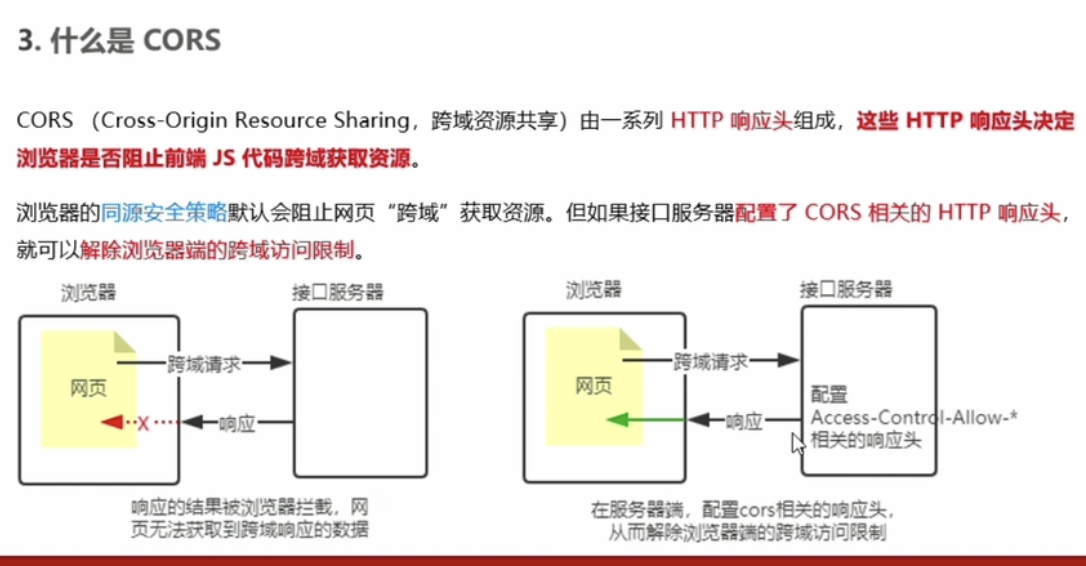 3. 什么是 CORS
CORS （Cross-Origin Resource Sharing，跨域资源共享）由一系列 HTTP 响应头组成，这些 HTTP 响应头决定
浏览器是否阻止前端 JS 代码跨域获取资源。
浏览器的同源安全策略默认会阻止网页“跨域”获取资源。但如果接口服务器配置了 CORS 相关的 HTTP 响应头，
就可以解除浏览器端的跨域访问限制。
浏览器
接口服务器
跨域请求
网页
X
响应
响应的结果被浏览器拦截，网
页无法获取到跨域响应的数据
浏览器
接口服务器
跨域请求
网页
响应
配置
Access-Control-Allow-*
相关的响应头
在服务器端，配置cors相关的响应头，
从而解除浏览器端的跨域访问限制